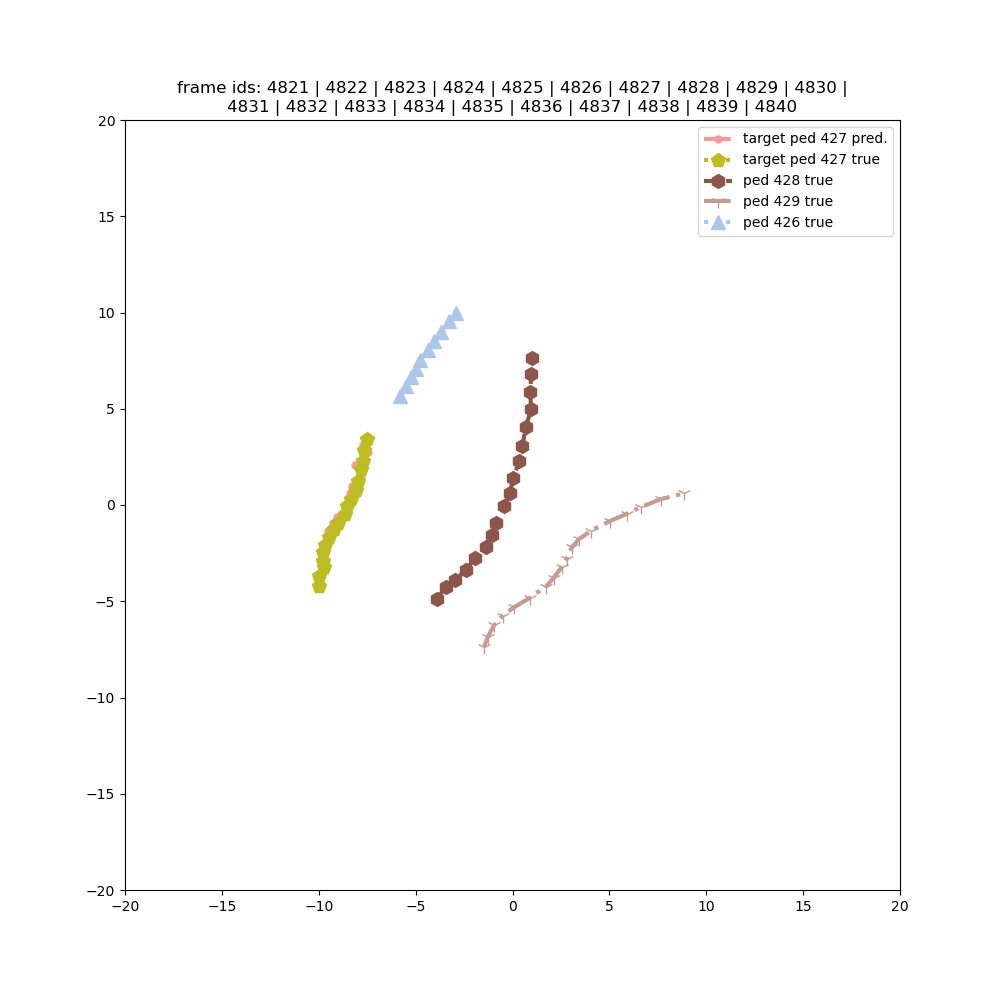 frame ids: 4821 | 4822 | 4823 | 4824 | 4825 | 4826 | 4827 | 4828 | 4829 | 4830 |
4831 | 4832 | 4833 | 4834 | 4835 | 4836 | 4837 | 4838 | 4839 | 4840
target ped 427 pred.
target ped 427 true
ped 428 true
ped 429 true
ped 426 true
20
15
10
5
0
−5
−10
−15
−20
−20 −15 −10 −5 0 5 10 15 20